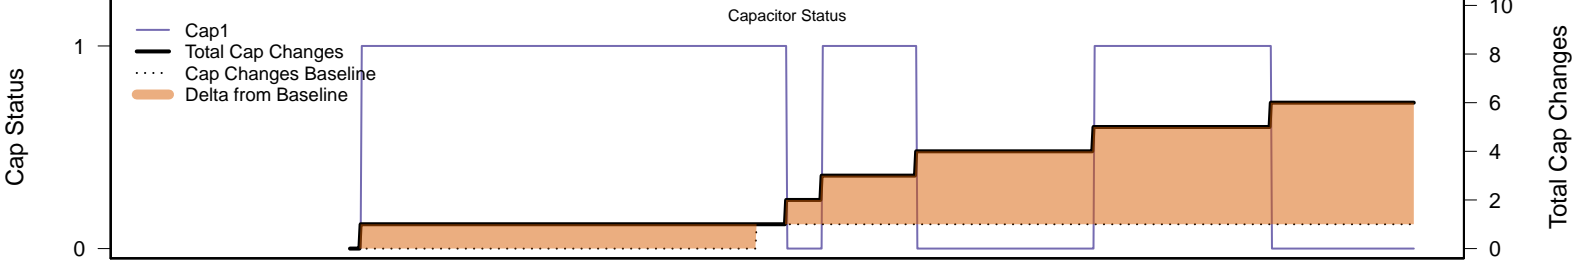 Capacitor Status
Cap1
Total Cap Changes
Cap Changes Baseline
Delta from Baseline
Cap Status
1
0
10
8
6
4
2
0
Total Cap Changes